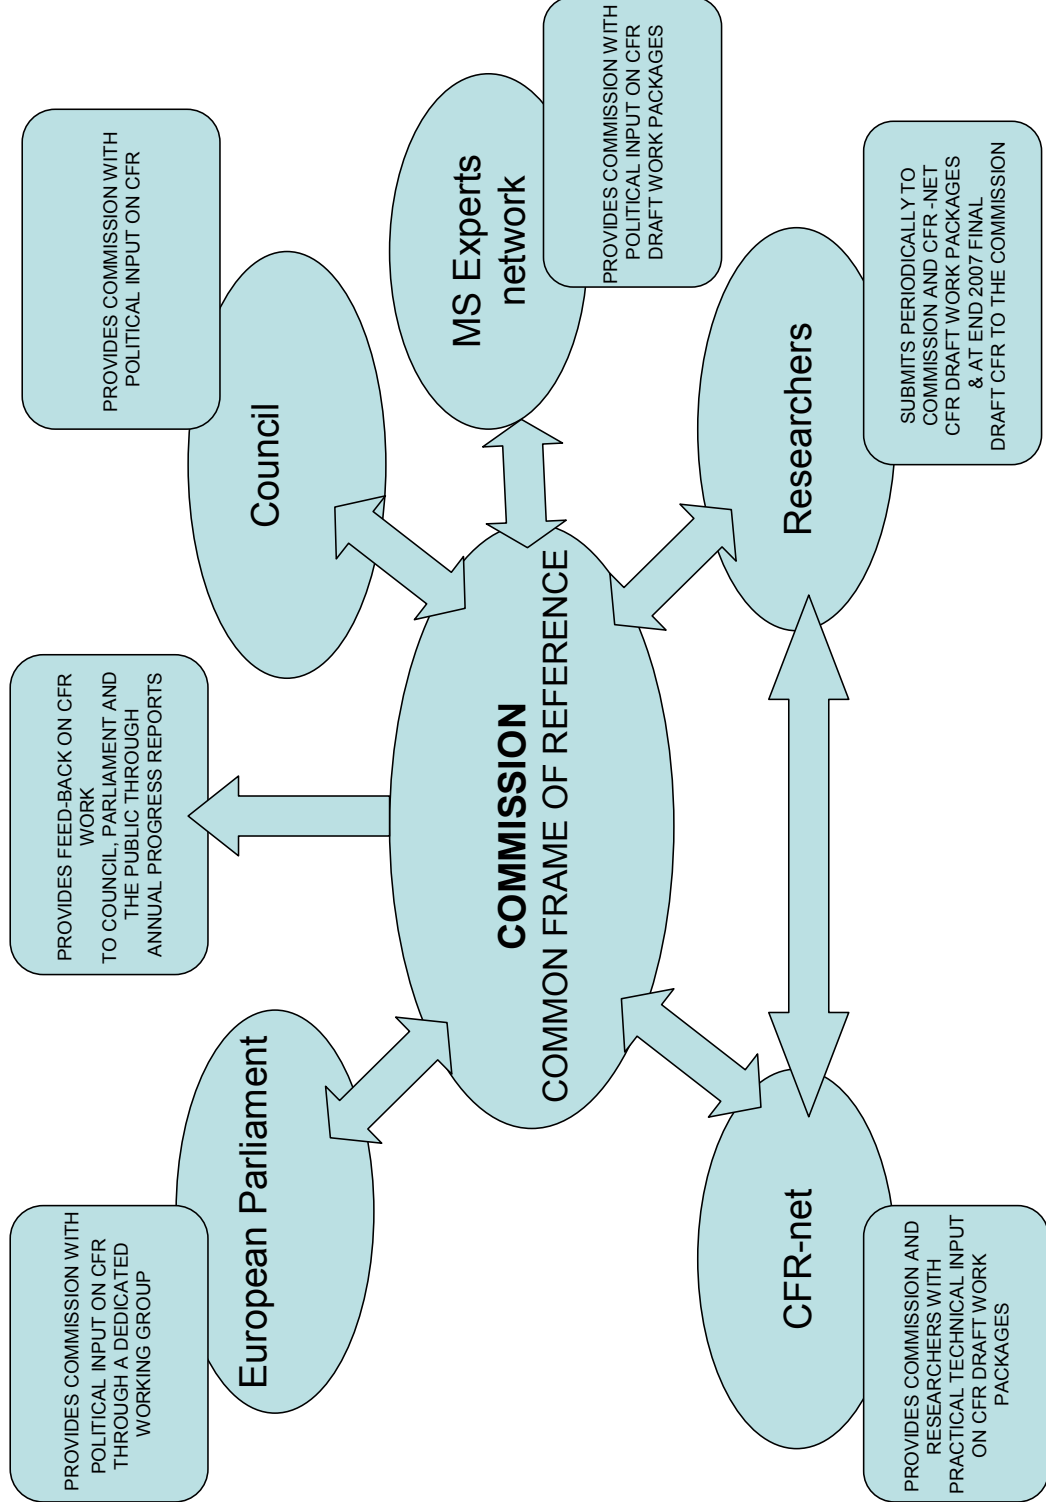 PROVIDES COMMISSION WITH
POLITICAL INPUT ON CFR
THROUGH A DEDICATED
WORKING GROUP
European Parliament
PROVIDES FEED-BACK ON CFR
WORK
TO COUNCIL, PARLIAMENT AND
THE PUBLIC THROUGH
ANNUAL PROGRESS REPORTS
PROVIDES COMMISSION WITH
POLITICAL INPUT ON CFR
Council
COMMISSION
COMMON FRAME OF REFERENCE
MS Experts
network
PROVIDES COMMISSION WITH
POLITICAL INPUT ON CFR
DRAFT WORK PACKAGES
CFR-net
PROVIDES COMMISSION AND
RESEARCHERS WITH
PRACTICAL TECHNICAL INPUT
ON CFR DRAFT WORK
PACKAGES
Researchers
SUBMITS PERIODICALLY TO
COMMISSION AND CFR -NET
CFR DRAFT WORK PACKAGES
& AT END 2007 FINAL
DRAFT CFR TO THE COMMISSION